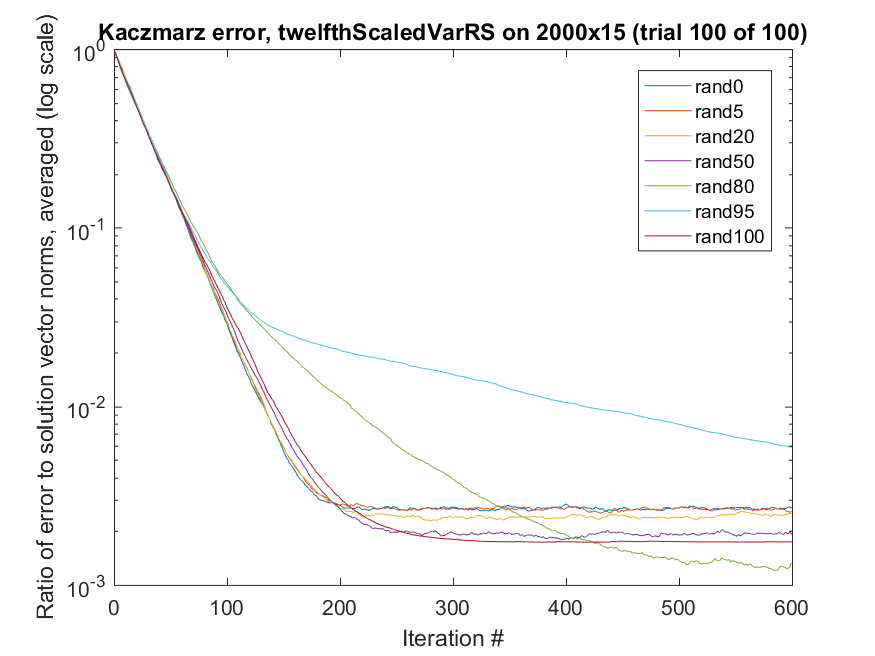 Kaczmarz error, twelfthScaledVarRS on 2000x15 (trial 100 of 100)
Ratio of error to solution vector norms, averaged (log scale)
10^0
10^-1
10^-2
10^-3
rand0
rand5
rand20
rand50
rand80
rand95
rand100
0 100 200 300 400 500 600
Iteration #